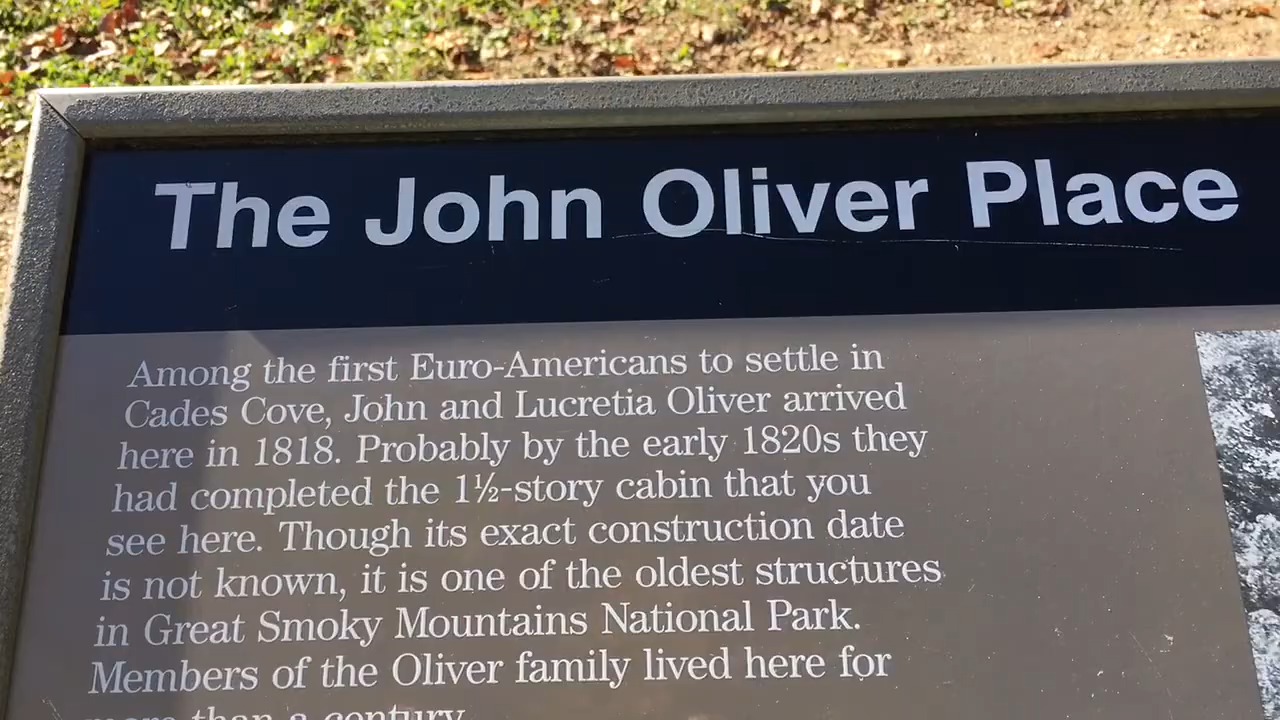 The John Oliver Place
Among the first Euro-Americans to settle in
Cades Cove, John and Lucretia Oliver arrived
here in 1818. Probably by the early 1820s they
had completed the 1½-story cabin that you
see here. Though its exact construction date
is not known, it is one of the oldest structures
in Great Smoky Mountains National Park.
Members of the Oliver family lived here for
more than a century